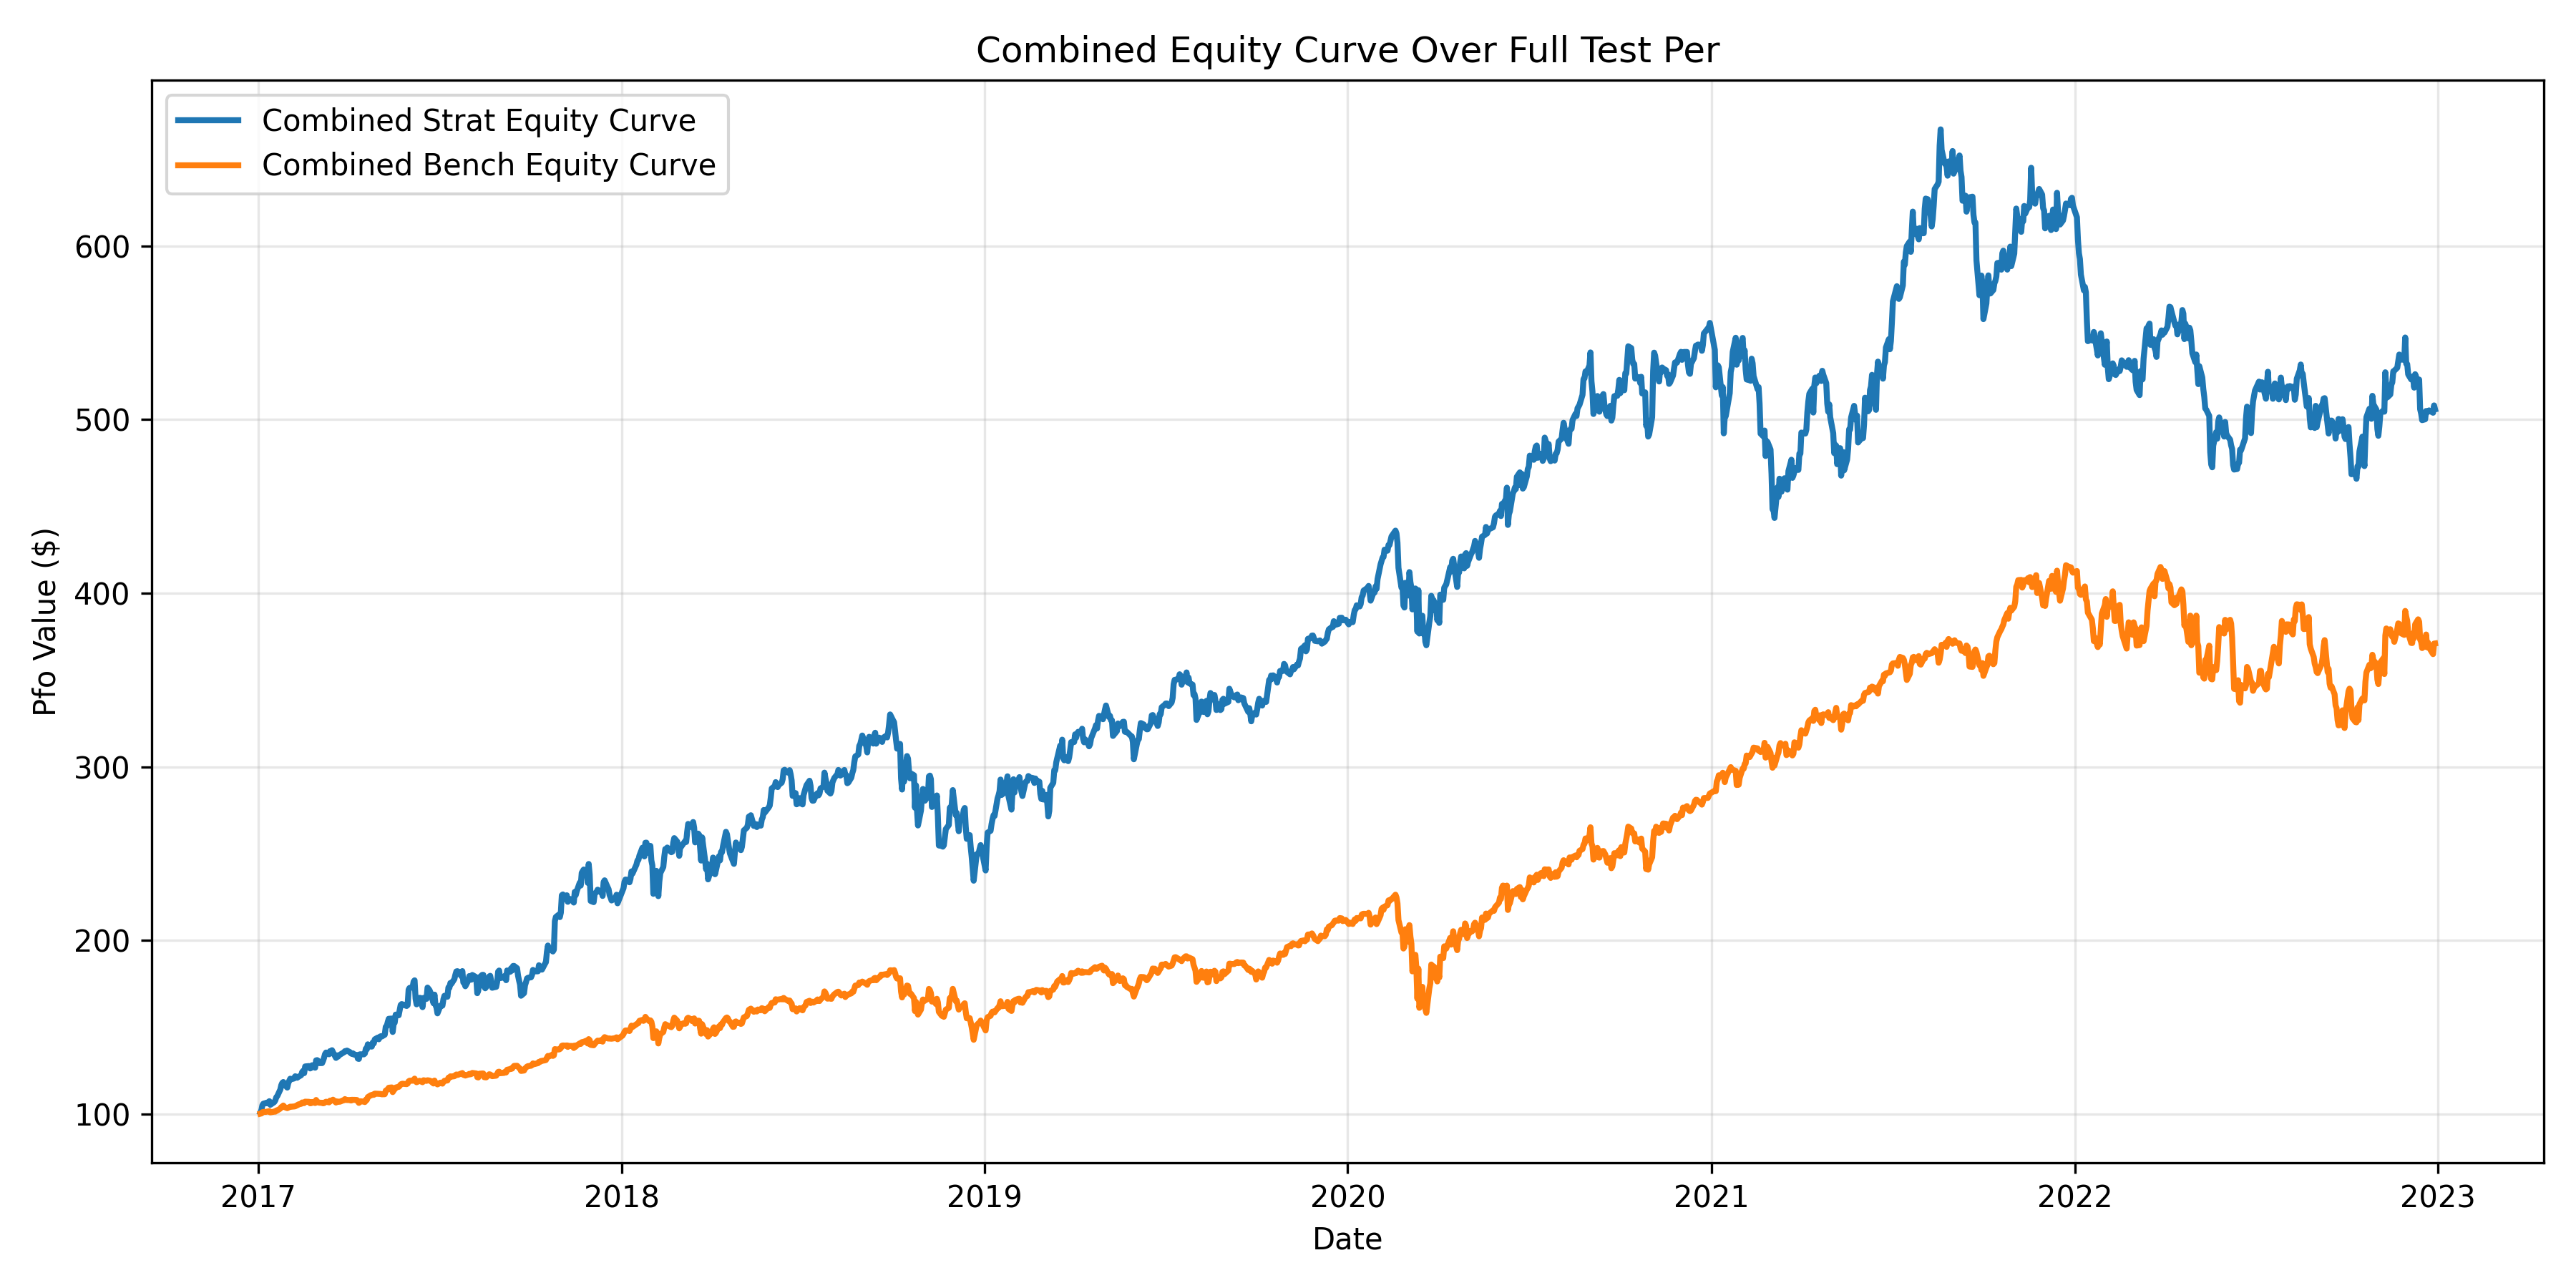 Combined Equity Curve Over Full Test Per
Combined Strat Equity Curve
Combined Bench Equity Curve
Pfo Value ($)
600
500
400
300
200
100
2017 2018 2019 2020 2021 2022 2023
Date